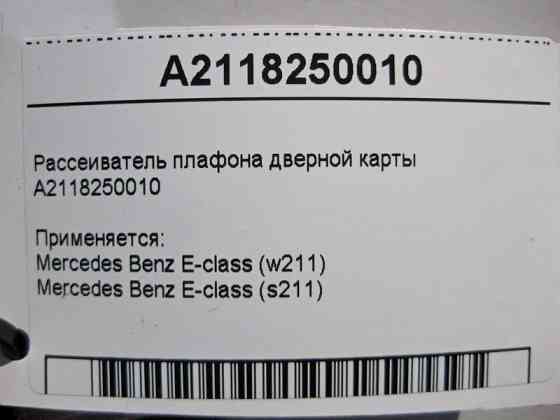 A2118250010
Рассеиватель плафона дверной карты
A2118250010
Применяется:
Mercedes Benz E-class (w211)
Mercedes Benz E-class (s211)